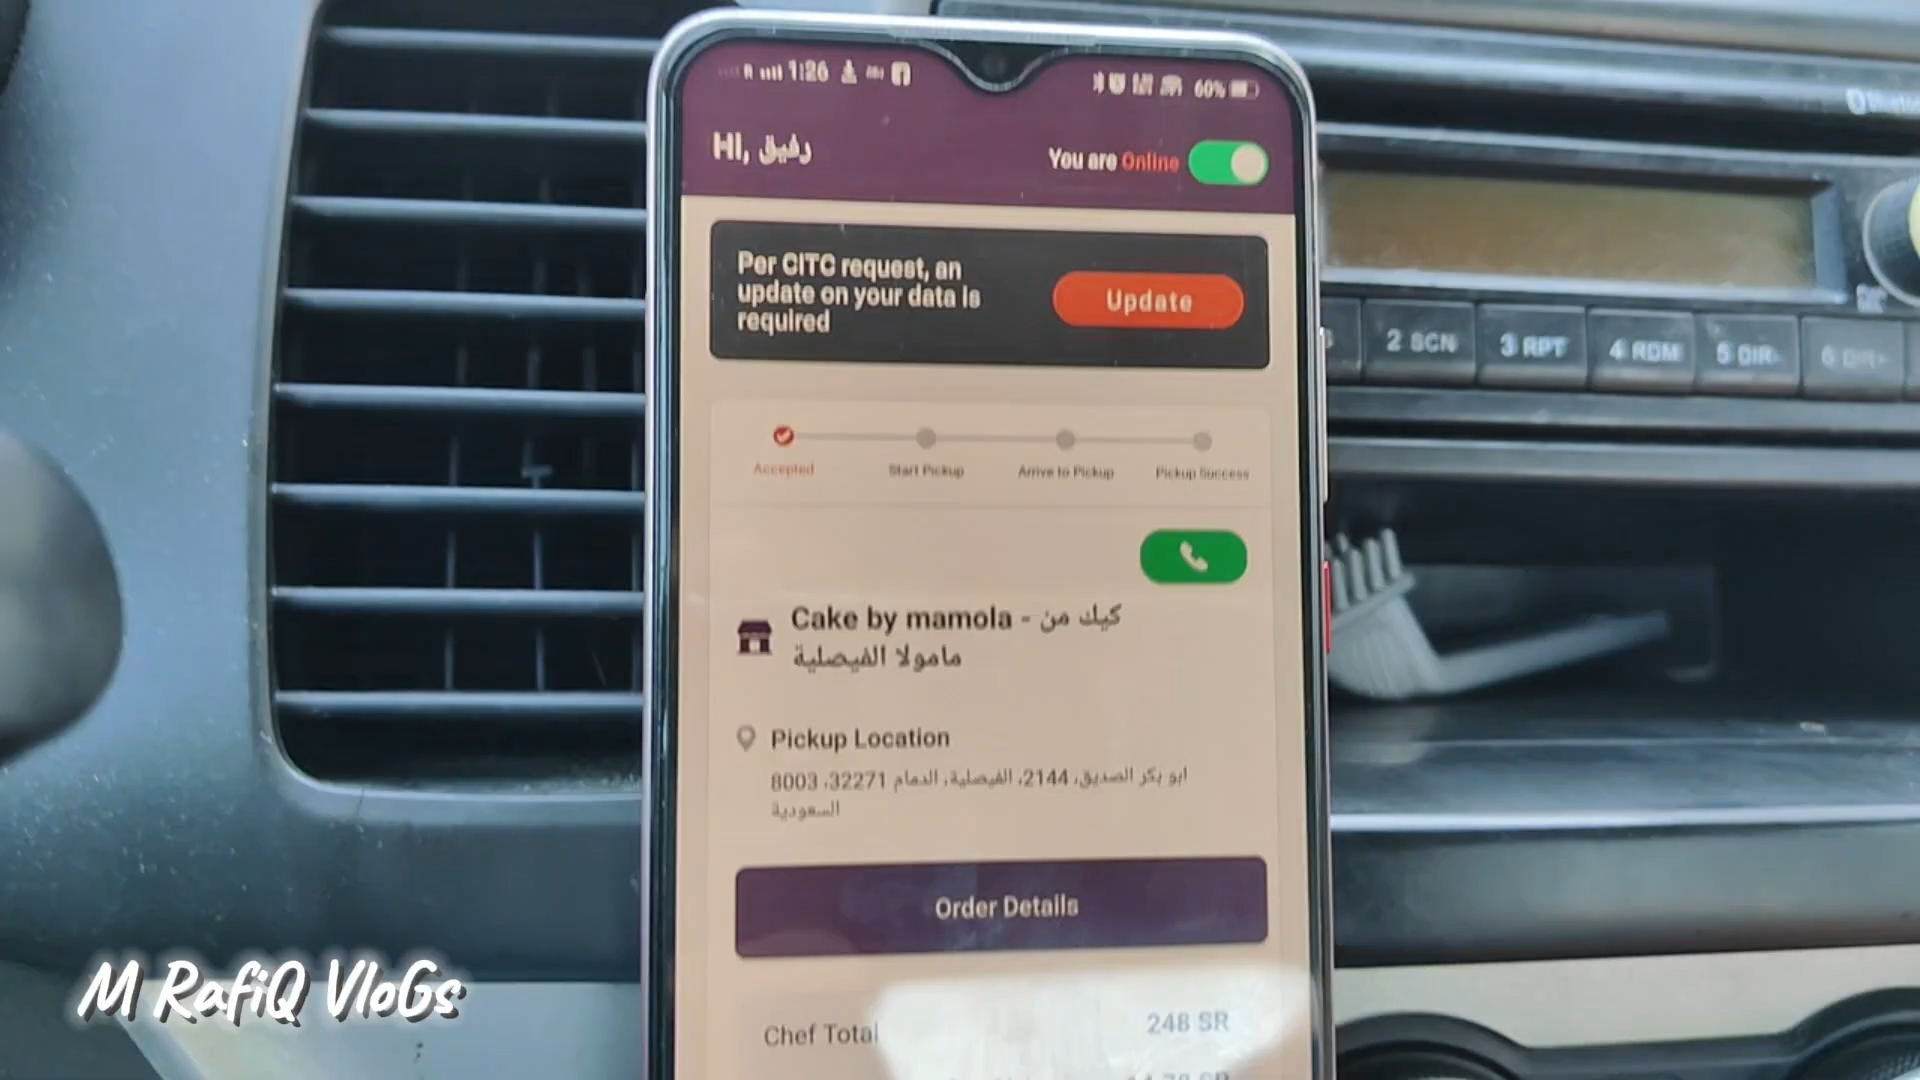 1:26
60%
Hi, رفيق
You are Online
Per CITC request, an
update on your data is
required
Update
Accepted
Start Pickup
Arrive to Pickup
Pickup Success
Cake by mamola - كيك من
مامولا الفيصلية
Pickup Location
ابو بكر الصديق، 2144، الفيصلية، الدمام 32271، 8003
السعودية
Order Details
Chef Total
248 SR
2 SCN
3 RPT
4 RDM
5 DIR-
6 DIR+
M RafiQ VloGs